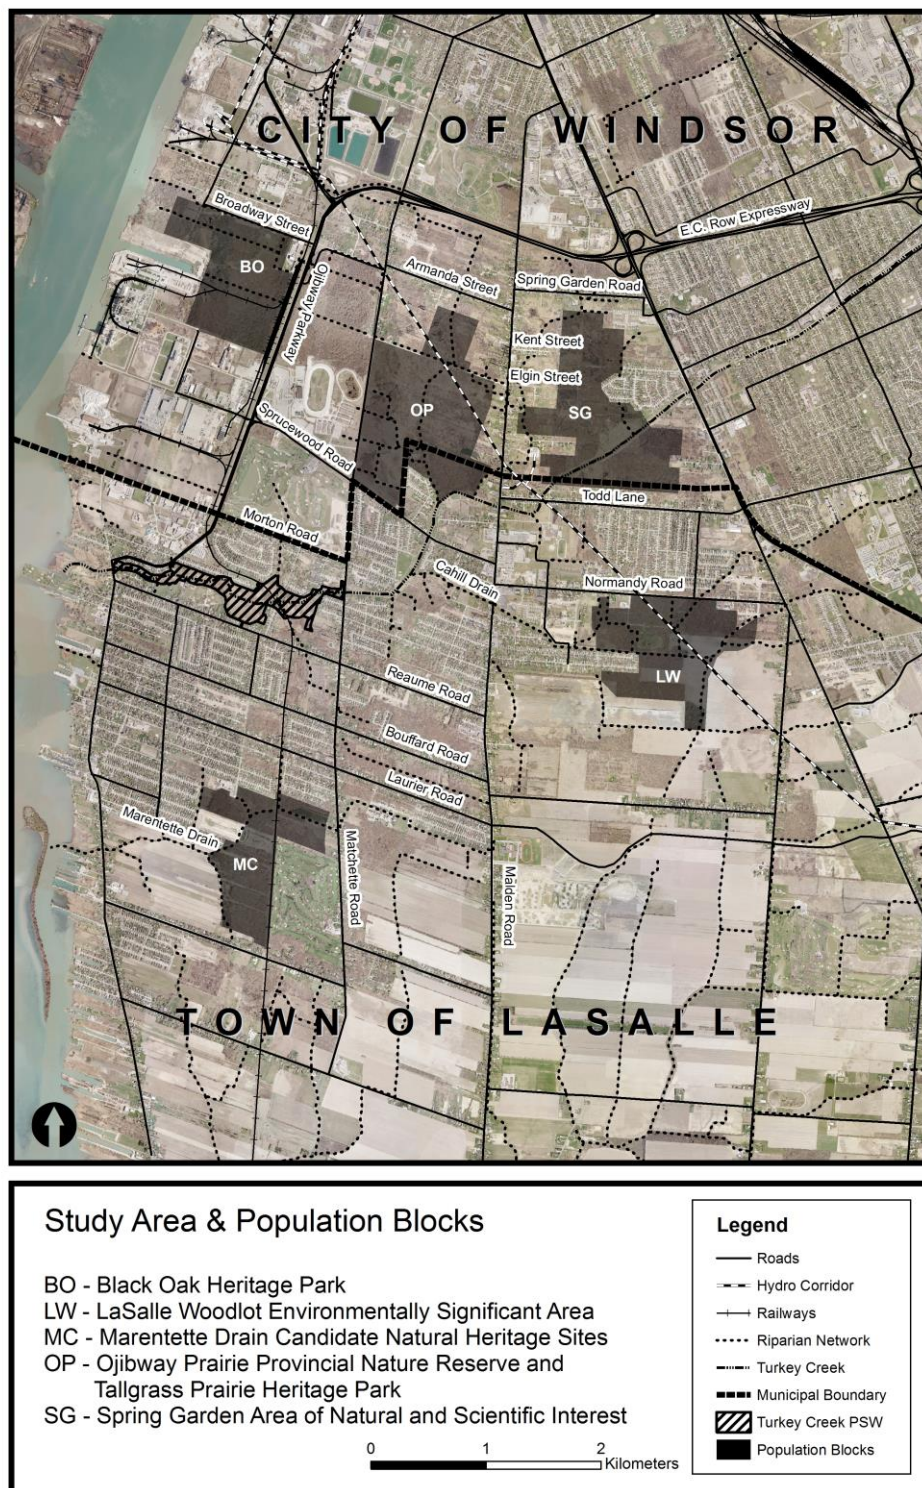 CITY OF WINDSOR
Broadway Street
E.C. Row Expressway
BO
Ojibway Parkway
Armanda Street
Spring Garden Road
Kent Street
Elgin Street
OP
SG
Sprucewood Road
Todd Lane
Morton Road
Cahill Drain
Normandy Road
LW
Reaume Road
Bouffard Road
Laurier Road
Marentette Drain
MC
Matchette Road
Malden Road
TOWN OF LASALLE
Study Area & Population Blocks
BO - Black Oak Heritage Park
LW - LaSalle Woodlot Environmentally Significant Area
MC - Marentette Drain Candidate Natural Heritage Sites
OP - Ojibway Prairie Provincial Nature Reserve and
Tallgrass Prairie Heritage Park
SG - Spring Garden Area of Natural and Scientific Interest
0 1 2
Kilometers
Legend
Roads
Hydro Corridor
Railways
Riparian Network
Turkey Creek
Municipal Boundary
Turkey Creek PSW
Population Blocks